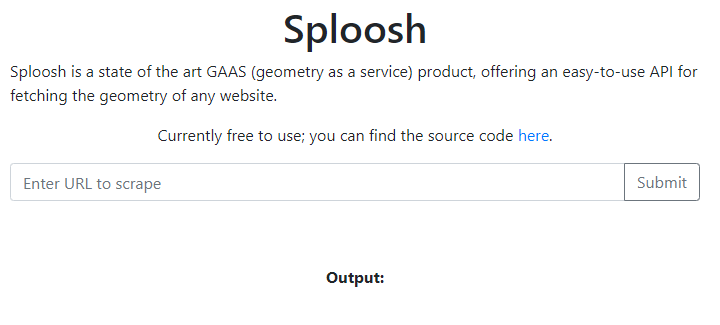 Sploosh
Sploosh is a state of the art GAAS (geometry as a service) product, offering an easy-to-use API for
fetching the geometry of any website.
Currently free to use; you can find the source code here.
Enter URL to scrape
Submit
Output: